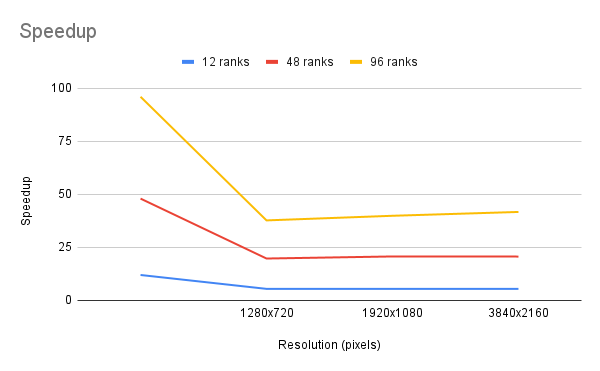 Speedup
12 ranks 48 ranks 96 ranks
100
75
50
25
0
Speedup
1280x720 1920x1080 3840x2160
Resolution (pixels)